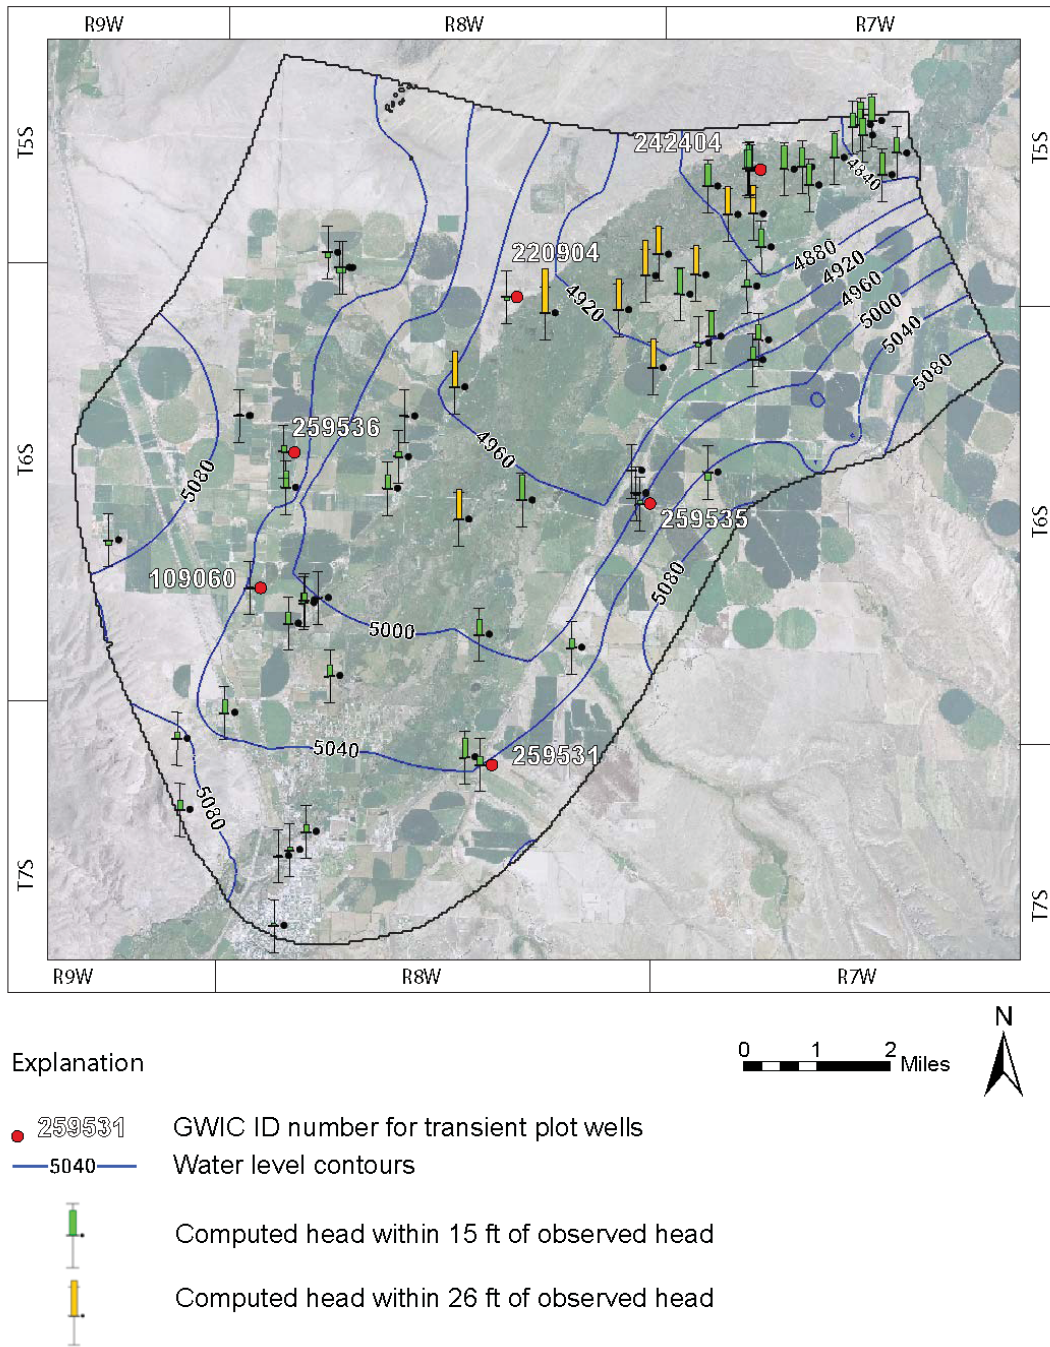 R9W R8W R7W
T5S T5S
242404
4840
220904
4880
4920
4960
4920
5000
5040
5080
259536
T6S
4960
5080
T6S
259535
109060
5080
5000
5040
259531
5080
T7S T7S
R9W R8W R7W
N
0 1 2 Miles
Explanation
259531 GWIC ID number for transient plot wells
5040 Water level contours
Computed head within 15 ft of observed head
Computed head within 26 ft of observed head